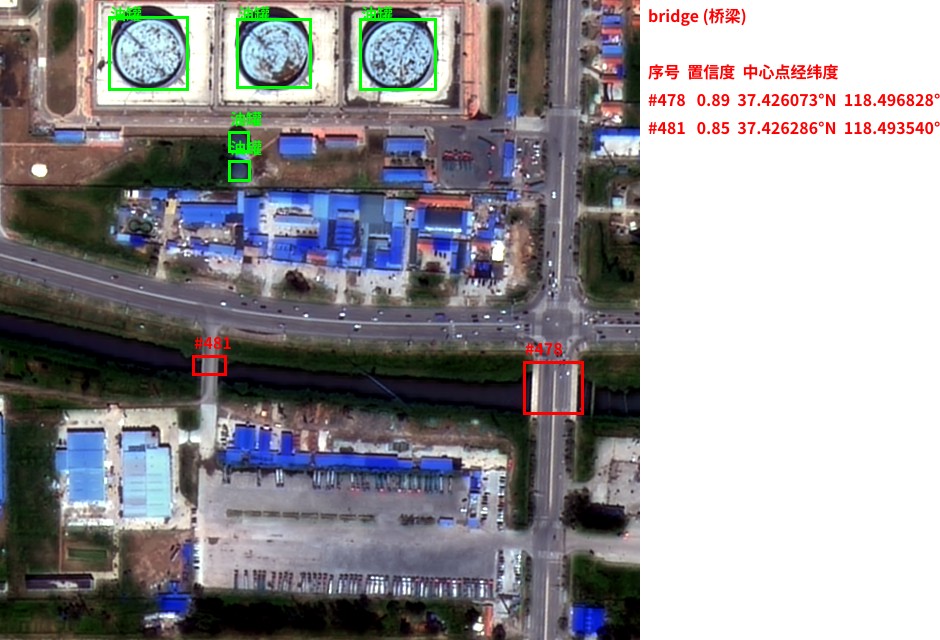 油罐
油罐
油罐
油罐
油罐
#481
#478
bridge (桥梁)
序号 置信度 中心点经纬度
#478 0.89 37.426073°N 118.496828°
#481 0.85 37.426286°N 118.493540°